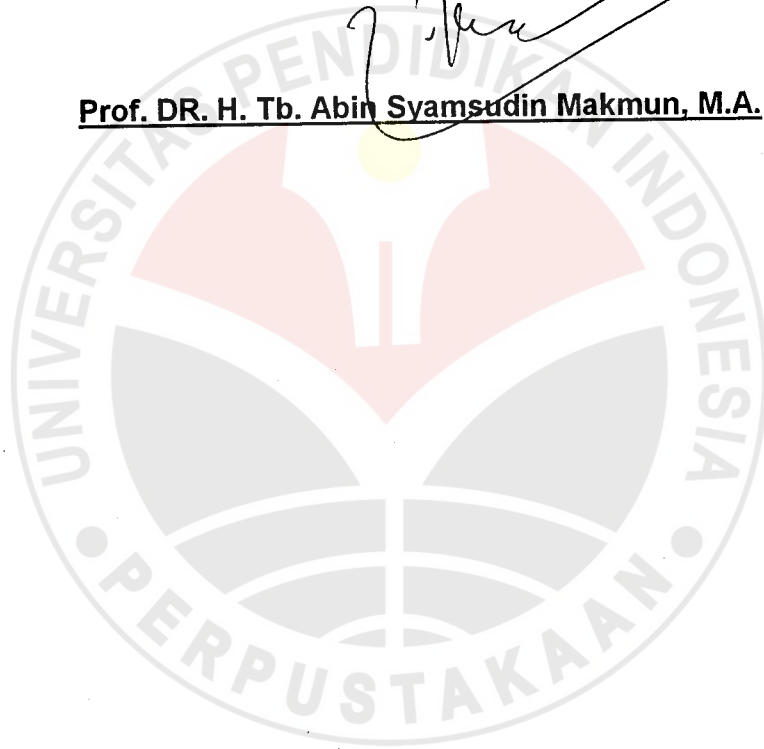 Prof. DR. H. Tb. Abin Syamsudin Makmun, M.A.
UNIVERSITAS PENDIDIKAN INDONESIA
PERPUSTAKAAN